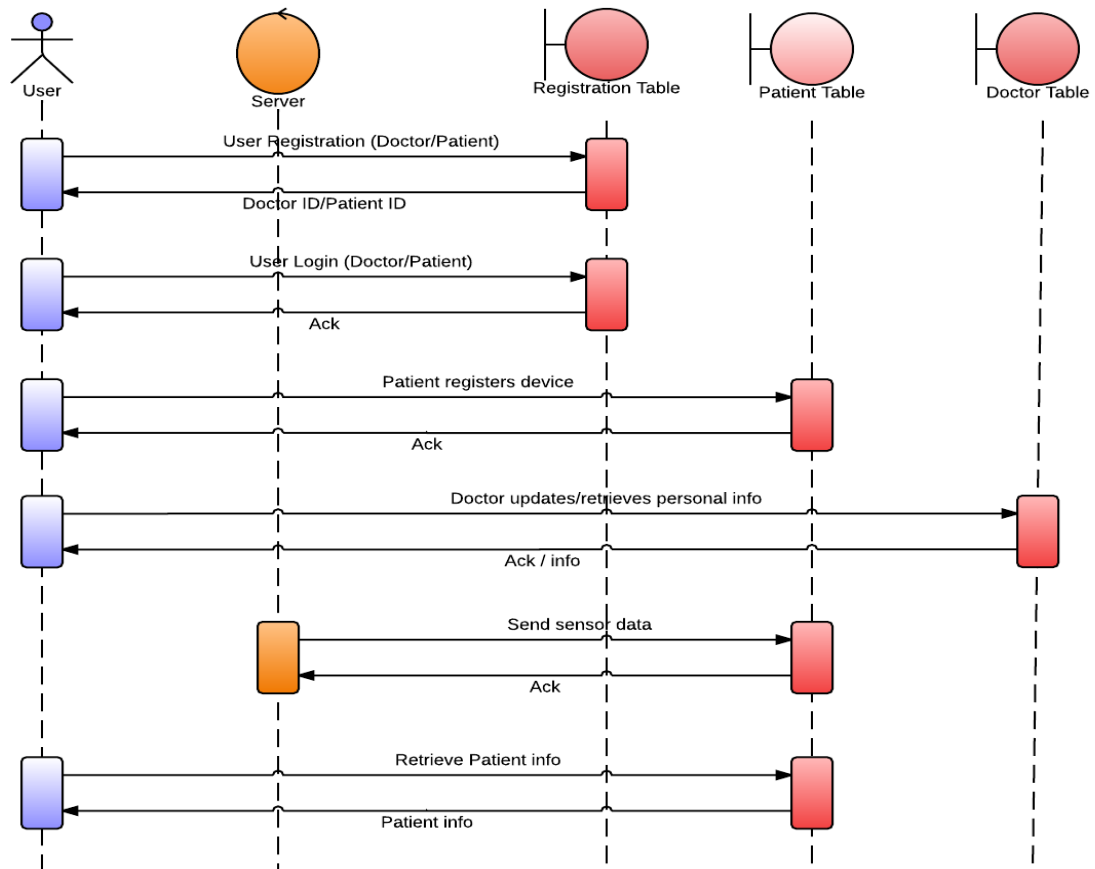 User
Server
Registration Table
Patient Table
Doctor Table
User Registration (Doctor/Patient)
Doctor ID/Patient ID
User Login (Doctor/Patient)
Ack
Patient registers device
Ack
Doctor updates/retrieves personal info
Ack / info
Send sensor data
Ack
Retrieve Patient info
Patient info